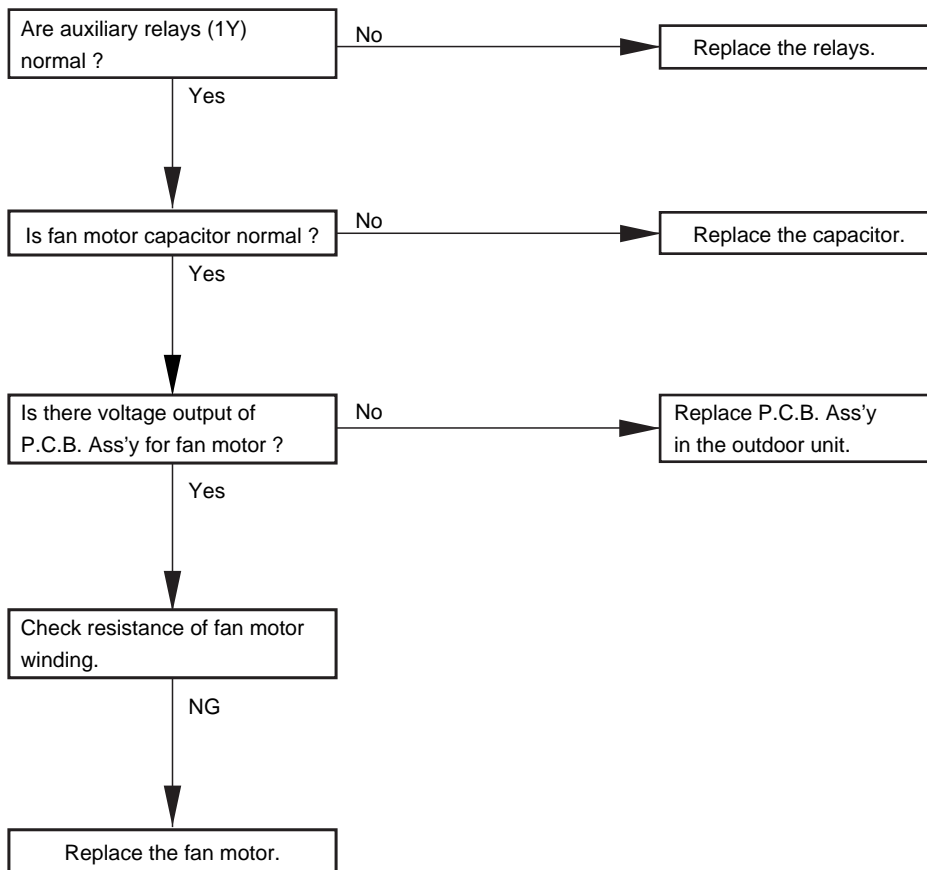 Are auxiliary relays (1Y)
normal ?
No
Replace the relays.
Yes
Is fan motor capacitor normal ?
No
Replace the capacitor.
Yes
Is there voltage output of
P.C.B. Ass'y for fan motor ?
No
Replace P.C.B. Ass'y
in the outdoor unit.
Yes
Check resistance of fan motor
winding.
NG
Replace the fan motor.